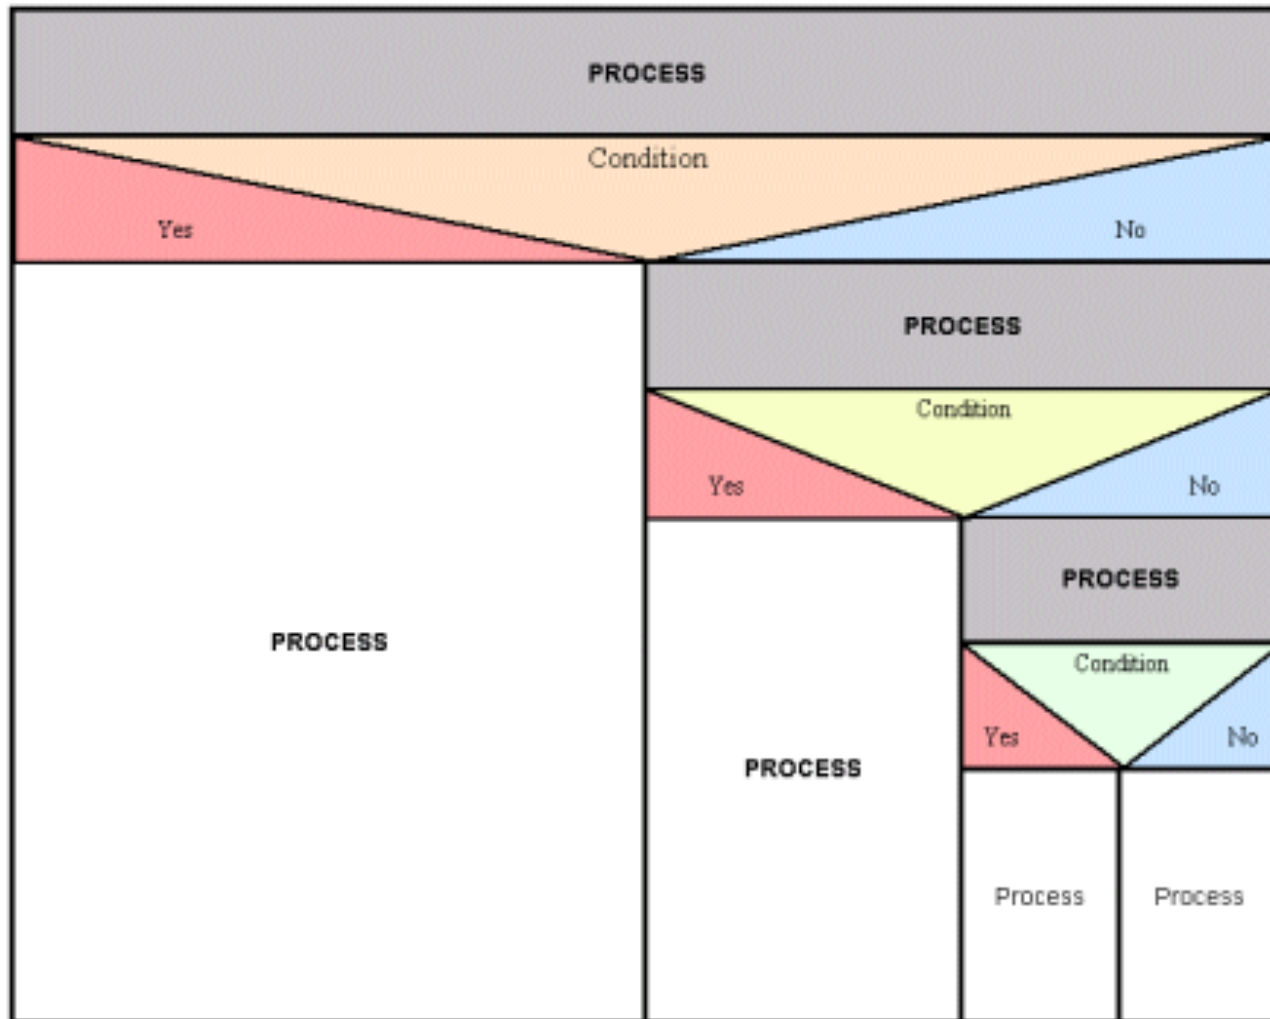 PROCESS
Condition
Yes
No
PROCESS
Condition
Yes
No
PROCESS
PROCESS
Condition
Yes
No
PROCESS
Process
Process